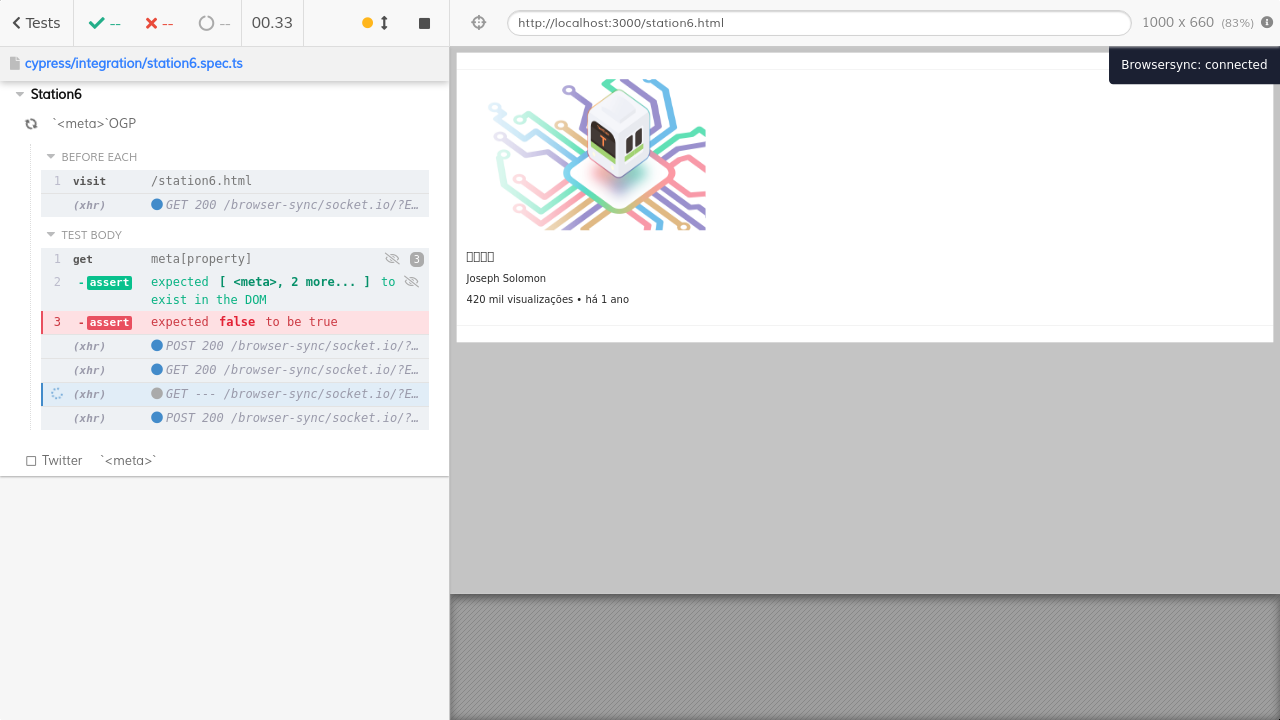 Tests
--
--
--
00.33
http://localhost:3000/station6.html
1000 x 660 (83%)
cypress/integration/station6.spec.ts
Browsersync: connected
Station6
`<meta>`OGP
BEFORE EACH
1 visit /station6.html
(xhr) GET 200 /browser-sync/socket.io/?E…
TEST BODY
1 get meta[property] 3
2 -assert expected [ <meta>, 2 more... ] to
exist in the DOM
3 -assert expected false to be true
(xhr) POST 200 /browser-sync/socket.io/?…
(xhr) GET 200 /browser-sync/socket.io/?E…
(xhr) GET --- /browser-sync/socket.io/?E…
(xhr) POST 200 /browser-sync/socket.io/?…
Twitter `<meta>`
Joseph Solomon
420 mil visualizações • há 1 ano